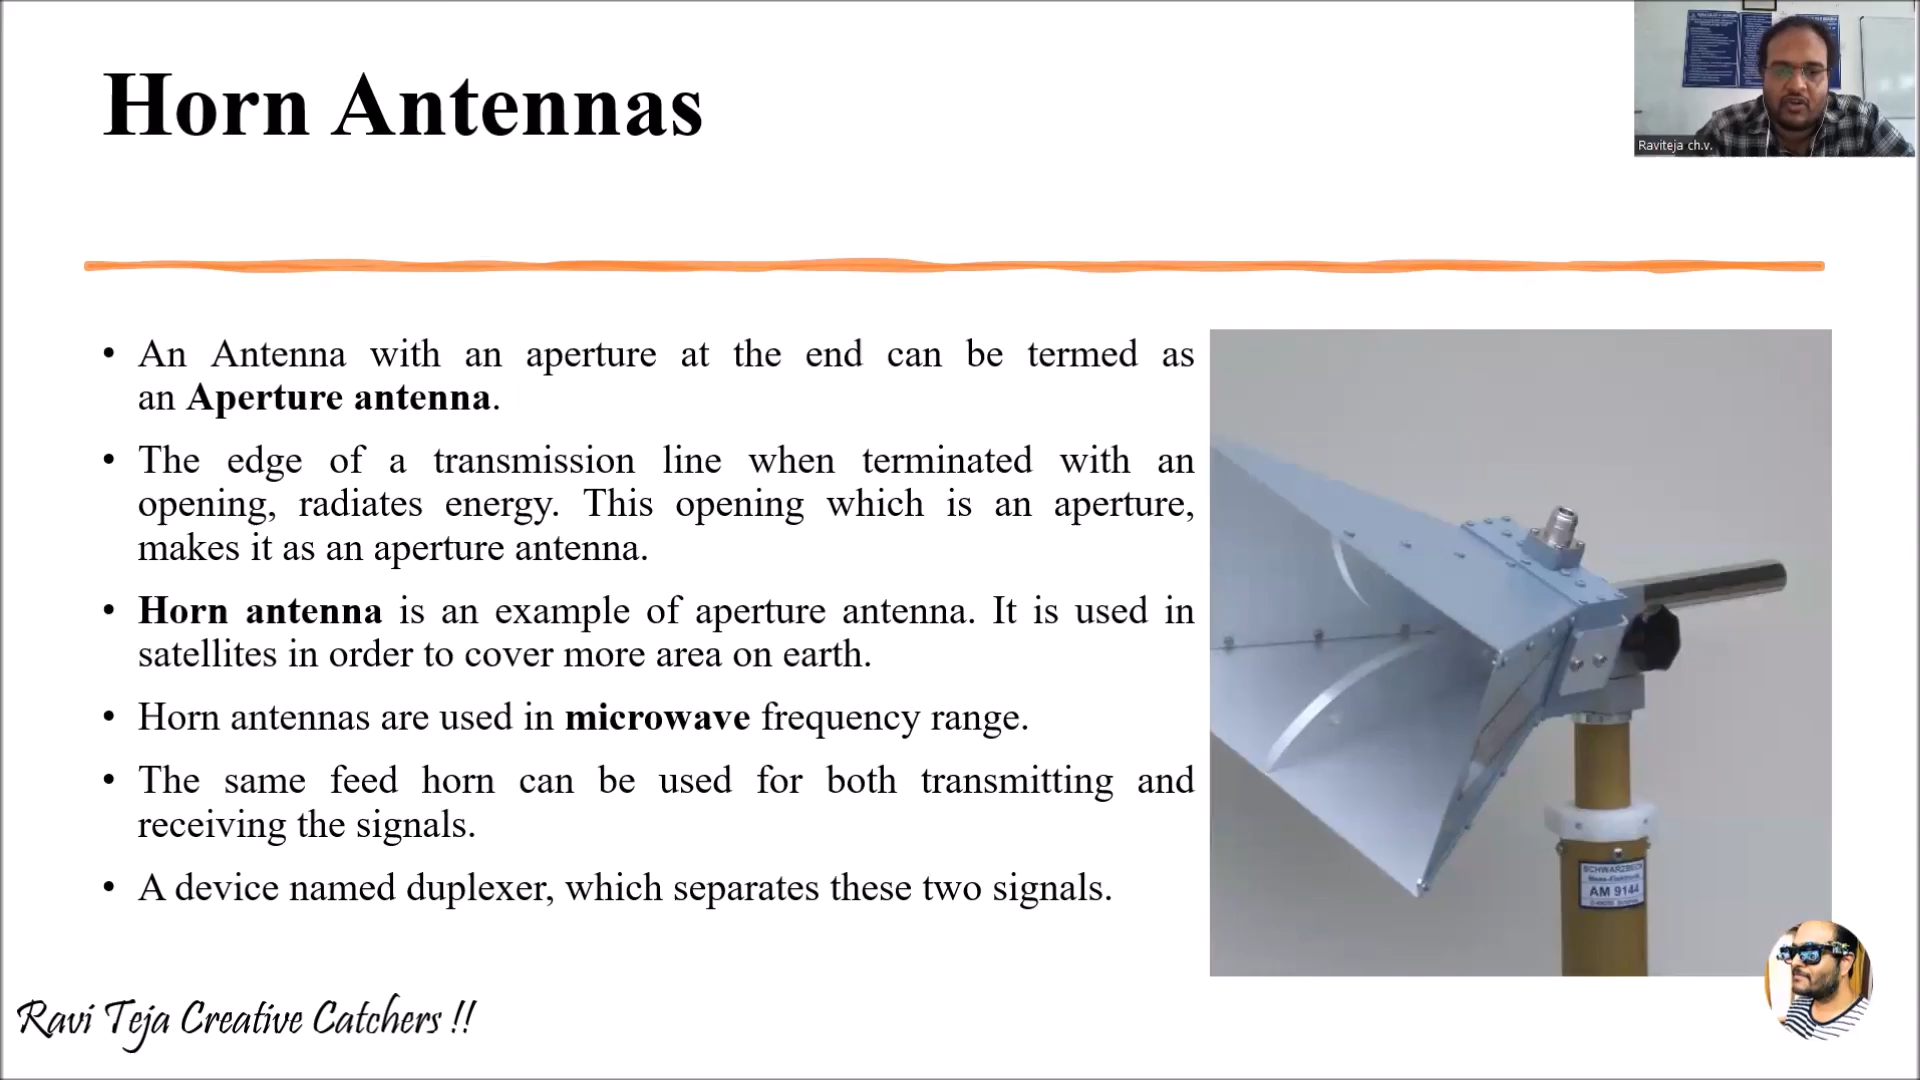 Horn Antennas
Raviteja ch.v.
• An Antenna with an aperture at the end can be termed as
an Aperture antenna.
• The edge of a transmission line when terminated with an
opening, radiates energy. This opening which is an aperture,
makes it as an aperture antenna.
• Horn antenna is an example of aperture antenna. It is used in
satellites in order to cover more area on earth.
• Horn antennas are used in microwave frequency range.
• The same feed horn can be used for both transmitting and
receiving the signals.
• A device named duplexer, which separates these two signals.
SCHWARZBECK
AM 9144
Ravi Teja Creative Catchers !!